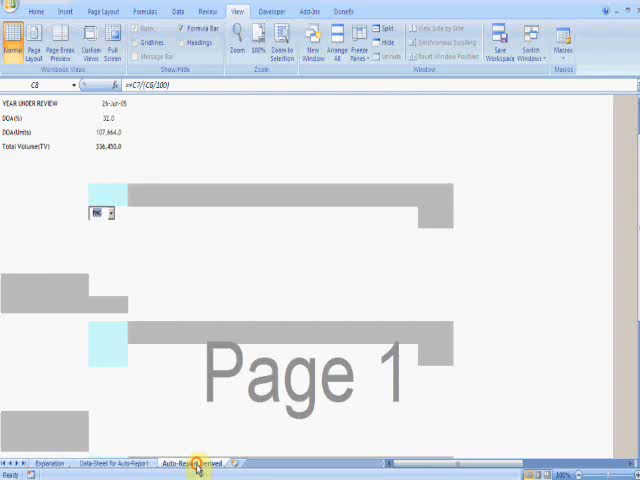 Home Insert Page Layout Formulas Data Review View Developer Add-Ins
Normal Page Layout Page Break Preview Custom Views Full Screen
Ruler Formula Bar
Gridlines Headings
Message Bar
Zoom 100% Zoom to Selection
New Window Arrange All Freeze Panes
Split
Hide
Unhide
View Side by Side
Synchronous Scrolling
Reset Window Position
Save Workspace Switch Windows Macros
Workbook Views Show/Hide Zoom Window Macros
C8 fx =+C7/(C6/100)
YEAR UNDER REVIEW 26-Jun-05
DOA(%) 32.0
DOA(Units) 107,664.0
Total Volume(TV) 336,450.0
Page 1
Explanation Data-Sheet for Auto-Report Auto-Report Derived
Ready 100%